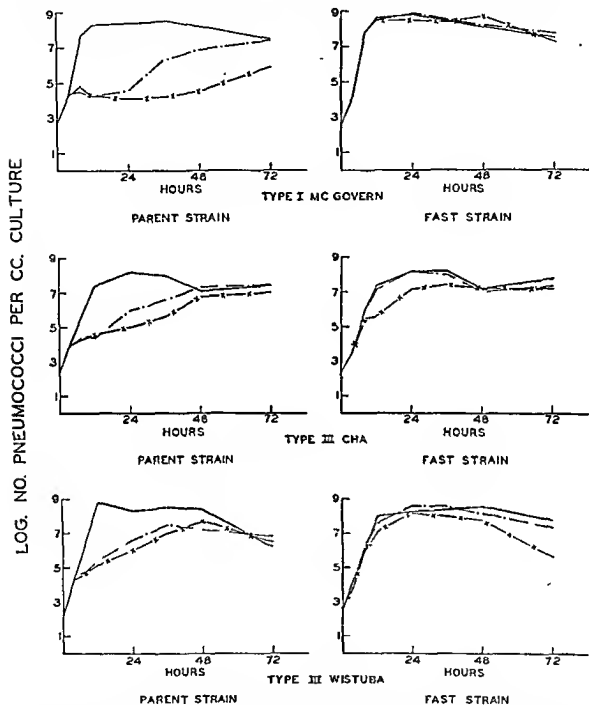 LOG. NO. PNEUMOCOCCI PER CC. CULTURE
9
7
5
3
1
24 48 72
HOURS
9
7
5
3
1
24 48 72
HOURS
TYPE I MC GOVERN
PARENT STRAIN FAST STRAIN
9
7
5
3
1
24 48 72
HOURS
9
7
5
3
1
24 48 72
HOURS
TYPE III CHA
PARENT STRAIN FAST STRAIN
9
7
5
3
1
24 48 72
HOURS
9
7
5
3
1
24 48 72
HOURS
TYPE III WISTUBA
PARENT STRAIN FAST STRAIN